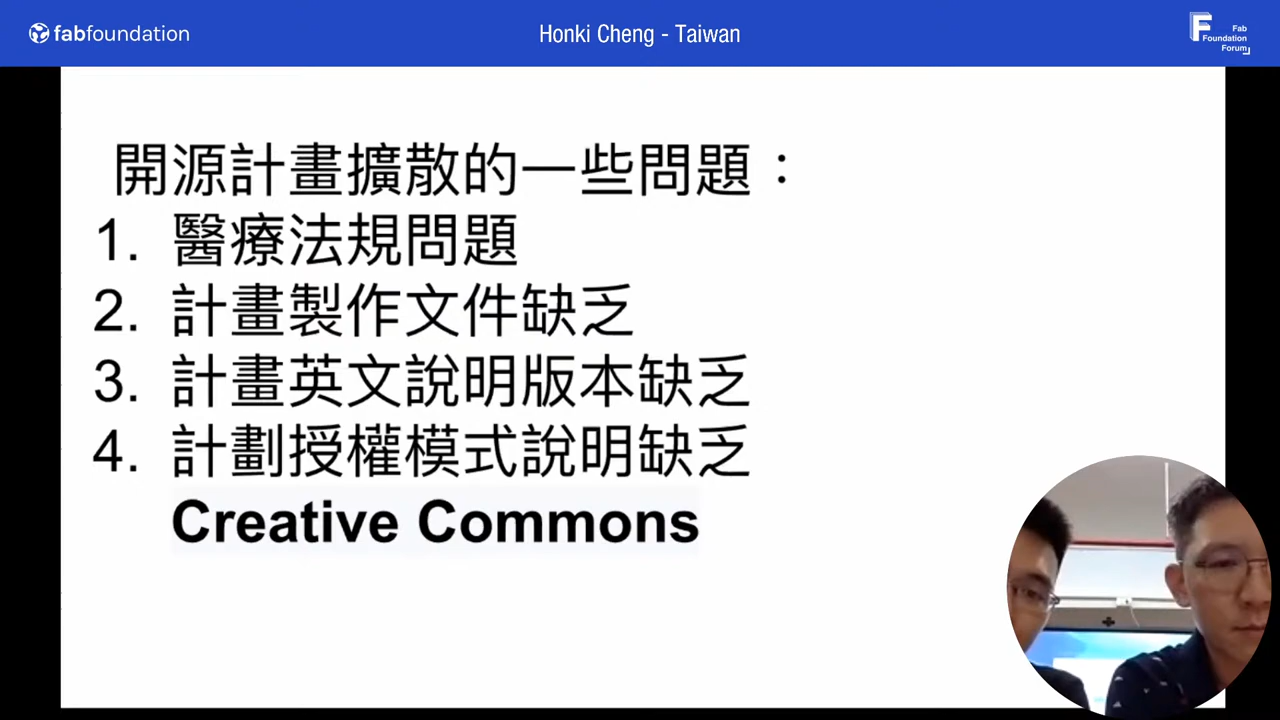 fabfoundation
Honki Cheng - Taiwan
Fab
Foundation
Forum
開源計畫擴散的一些問題：
1. 醫療法規問題
2. 計畫製作文件缺乏
3. 計畫英文說明版本缺乏
4. 計劃授權模式說明缺乏
Creative Commons